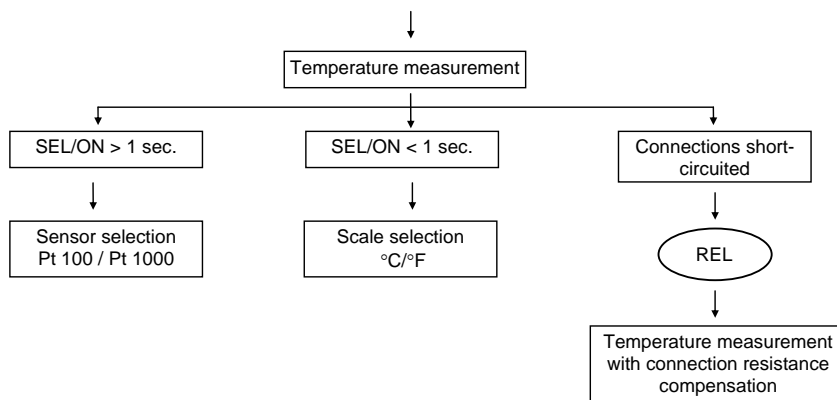 Temperature measurement
SEL/ON > 1 sec.
SEL/ON < 1 sec.
Connections short-
circuited
Sensor selection
Pt 100 / Pt 1000
Scale selection
°C/°F
REL
Temperature measurement
with connection resistance
compensation